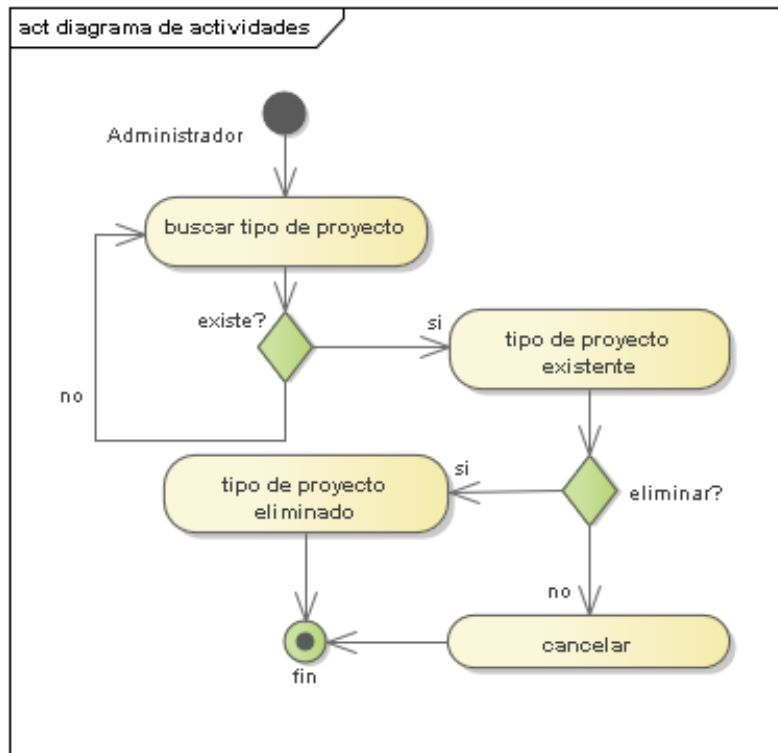 act diagrama de actividades
Administrador
buscar tipo de proyecto
existe?
si
tipo de proyecto
existente
no
tipo de proyecto
eliminado
si
eliminar?
no
cancelar
fin